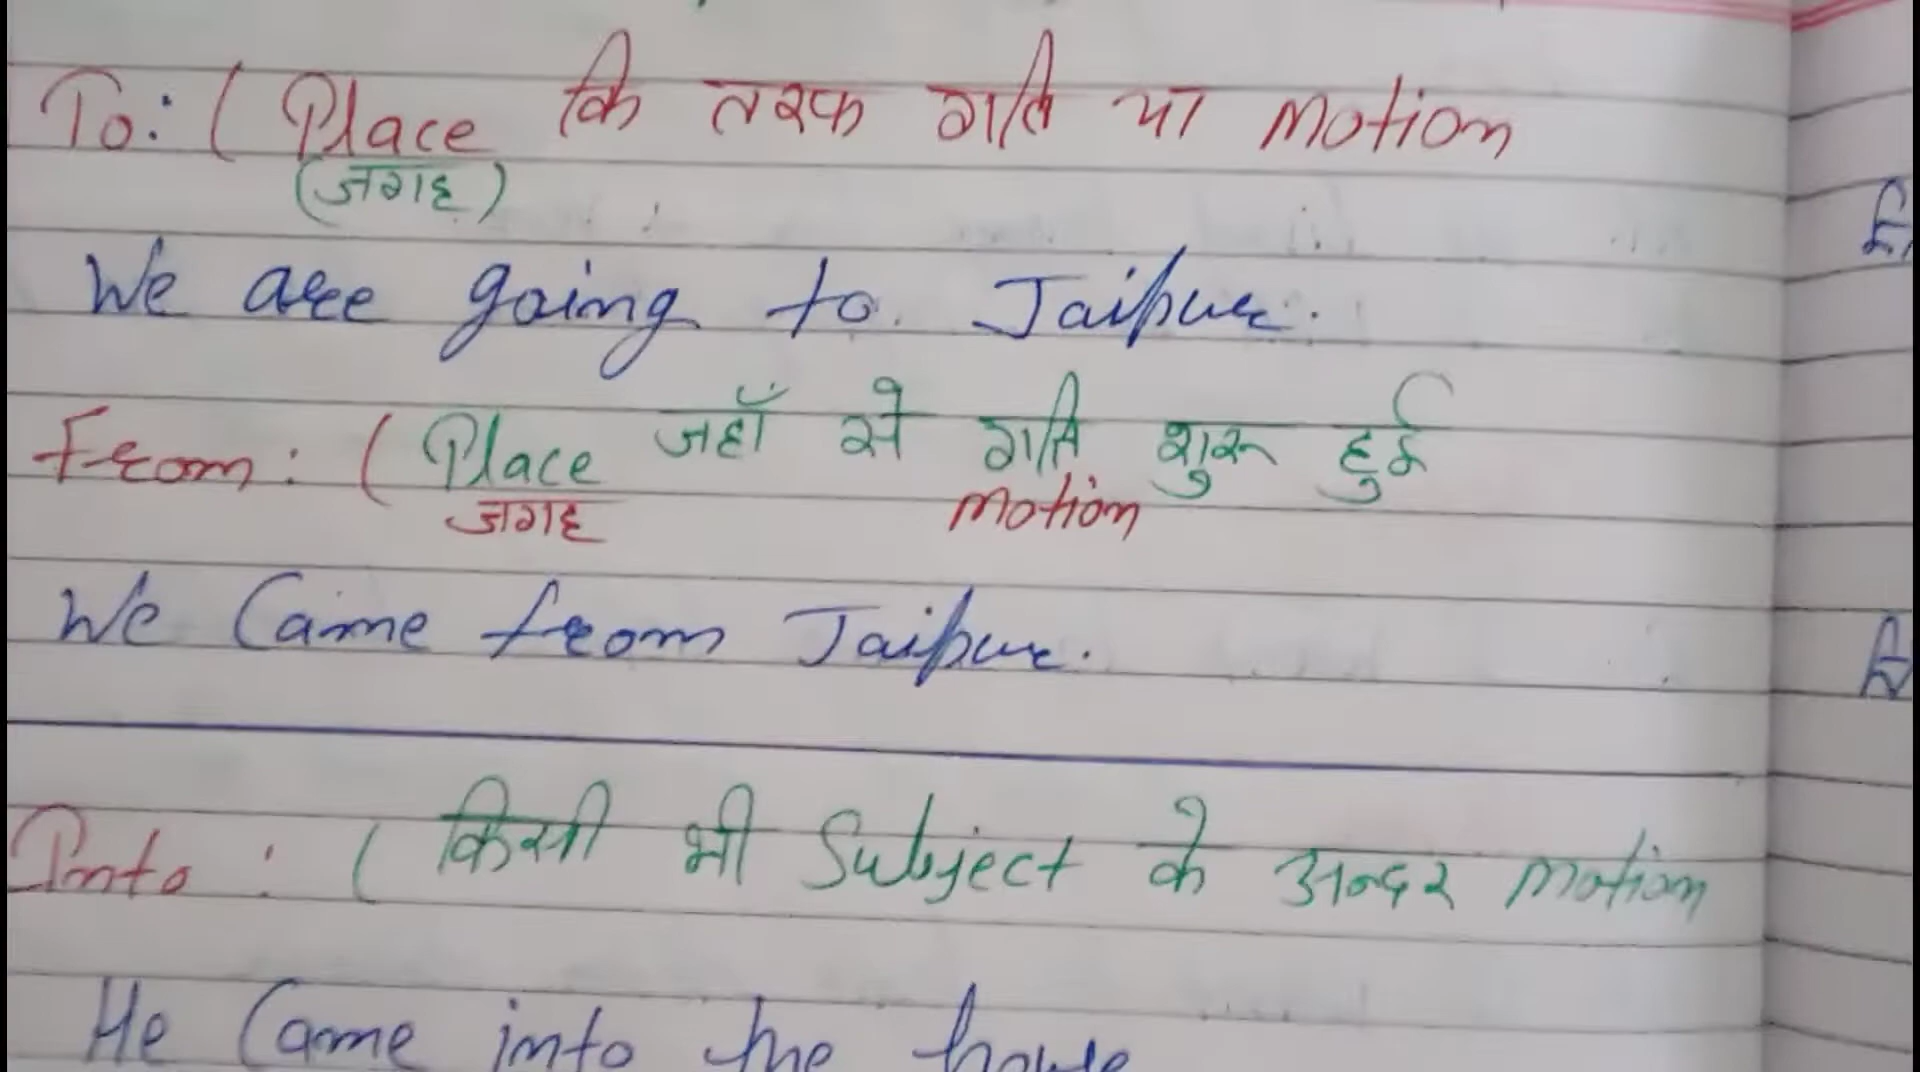 To: ( Place कि तरफ गति या motion
(जगह)
We are going to Jaipur.
From: ( Place जहाँ से गति शुरू हुई
जगह motion
We Came from Jaipur.
Into : ( किसी भी Subject के अन्दर motion
He Came into the house